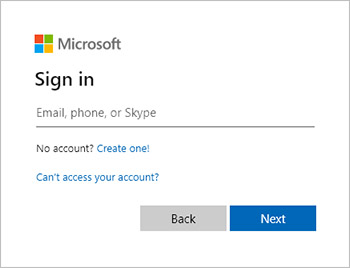 Microsoft
Sign in
Email, phone, or Skype
No account? Create one!
Can't access your account?
Back Next